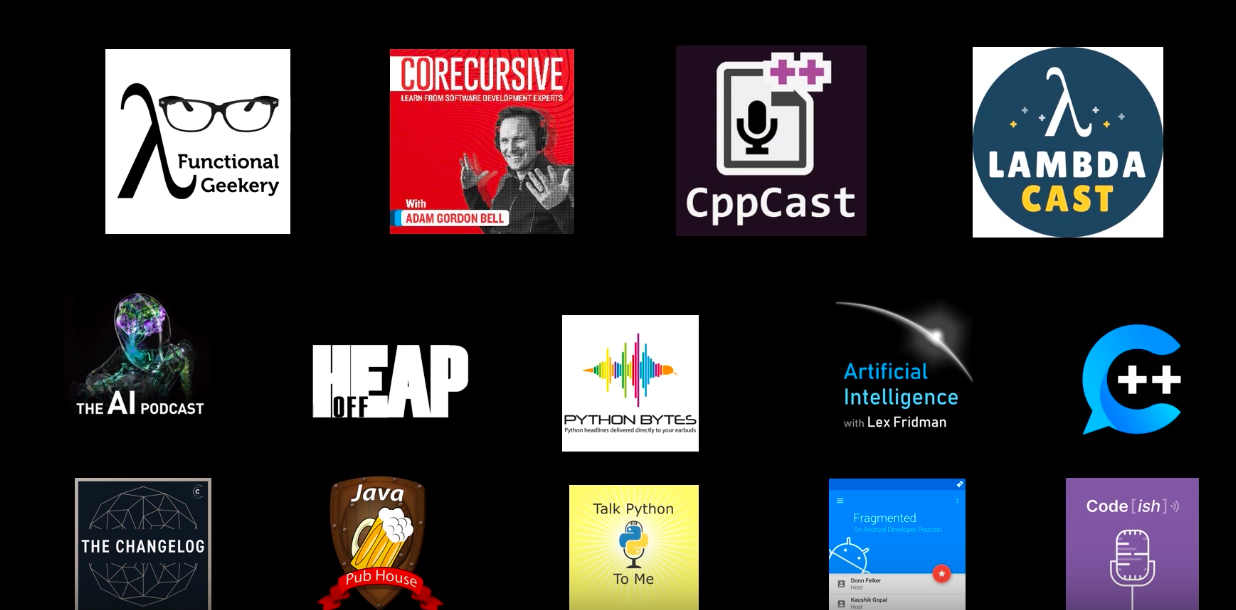 Functional
Geekery
CORECURSIVE
LEARN FROM SOFTWARE DEVELOPMENT EXPERTS
With
ADAM GORDON BELL
++
CppCast
λ
LAMBDA
CAST
THE AI PODCAST
HEAP
OFF
PYTHON BYTES
Python headlines delivered directly to your earbuds
Artificial
Intelligence
with Lex Fridman
C++
THE CHANGELOG
Java
Pub House
Talk Python
To Me
Fragmented
An Android Developer Podcast
Donn Felker
Host
Kaushik Gopal
Host
Code[ish]